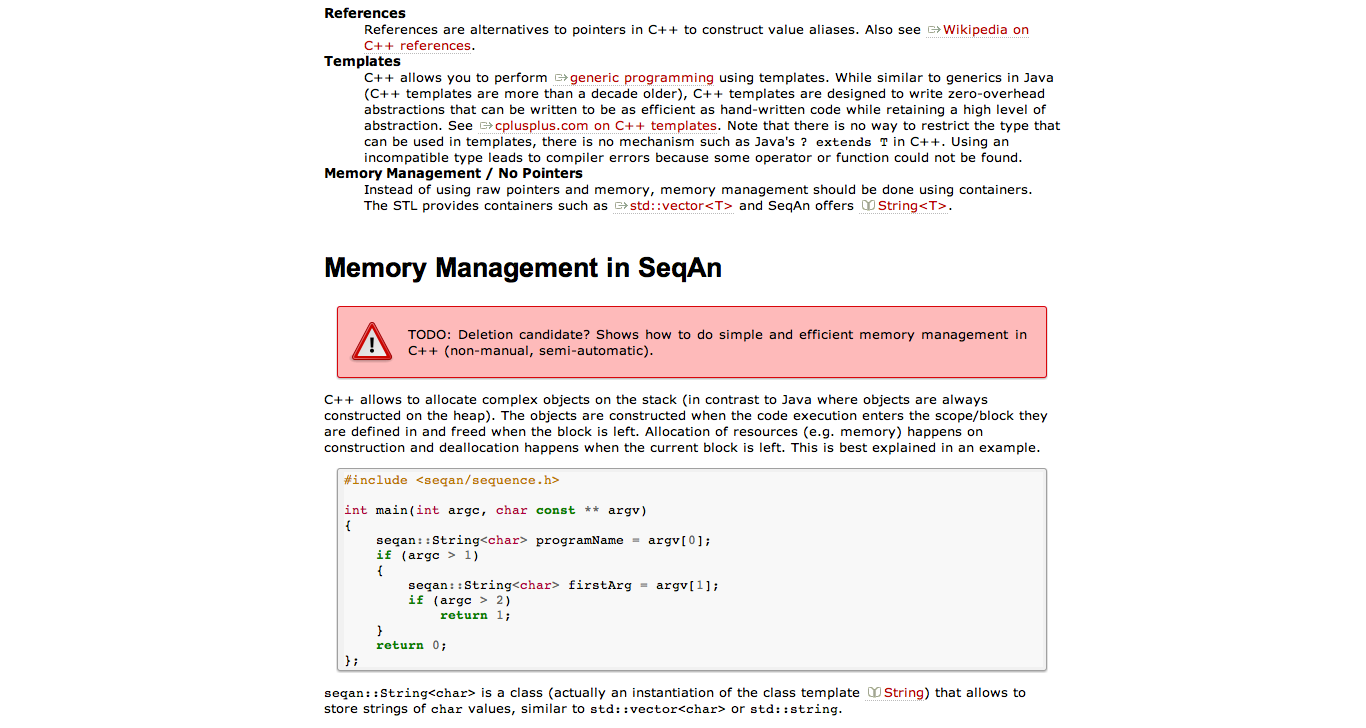 References
References are alternatives to pointers in C++ to construct value aliases. Also see Wikipedia on
C++ references.
Templates
C++ allows you to perform generic programming using templates. While similar to generics in Java
(C++ templates are more than a decade older), C++ templates are designed to write zero-overhead
abstractions that can be written to be as efficient as hand-written code while retaining a high level of
abstraction. See cplusplus.com on C++ templates. Note that there is no way to restrict the type that
can be used in templates, there is no mechanism such as Java's ? extends T in C++. Using an
incompatible type leads to compiler errors because some operator or function could not be found.
Memory Management / No Pointers
Instead of using raw pointers and memory, memory management should be done using containers.
The STL provides containers such as std::vector<T> and SeqAn offers String<T>.
Memory Management in SeqAn
TODO: Deletion candidate? Shows how to do simple and efficient memory management in
C++ (non-manual, semi-automatic).
C++ allows to allocate complex objects on the stack (in contrast to Java where objects are always
constructed on the heap). The objects are constructed when the code execution enters the scope/block they
are defined in and freed when the block is left. Allocation of resources (e.g. memory) happens on
construction and deallocation happens when the current block is left. This is best explained in an example.
#include <seqan/sequence.h>
int main(int argc, char const ** argv)
{
    seqan::String<char> programName = argv[0];
    if (argc > 1)
    {
        seqan::String<char> firstArg = argv[1];
        if (argc > 2)
            return 1;
    }
    return 0;
};
seqan::String<char> is a class (actually an instantiation of the class template String) that allows to
store strings of char values, similar to std::vector<char> or std::string.